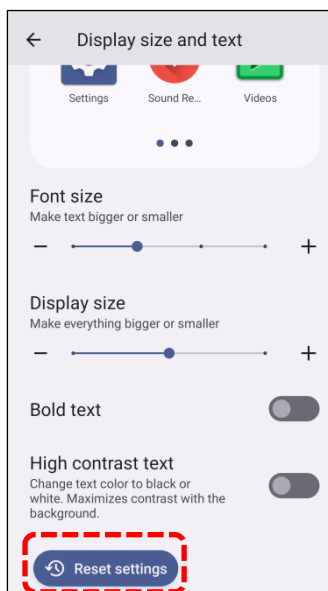 Display size and text
Settings Sound Re... Videos
Font size
Make text bigger or smaller
Display size
Make everything bigger or smaller
Bold text
High contrast text
Change text color to black or
white. Maximizes contrast with the
background.
Reset settings